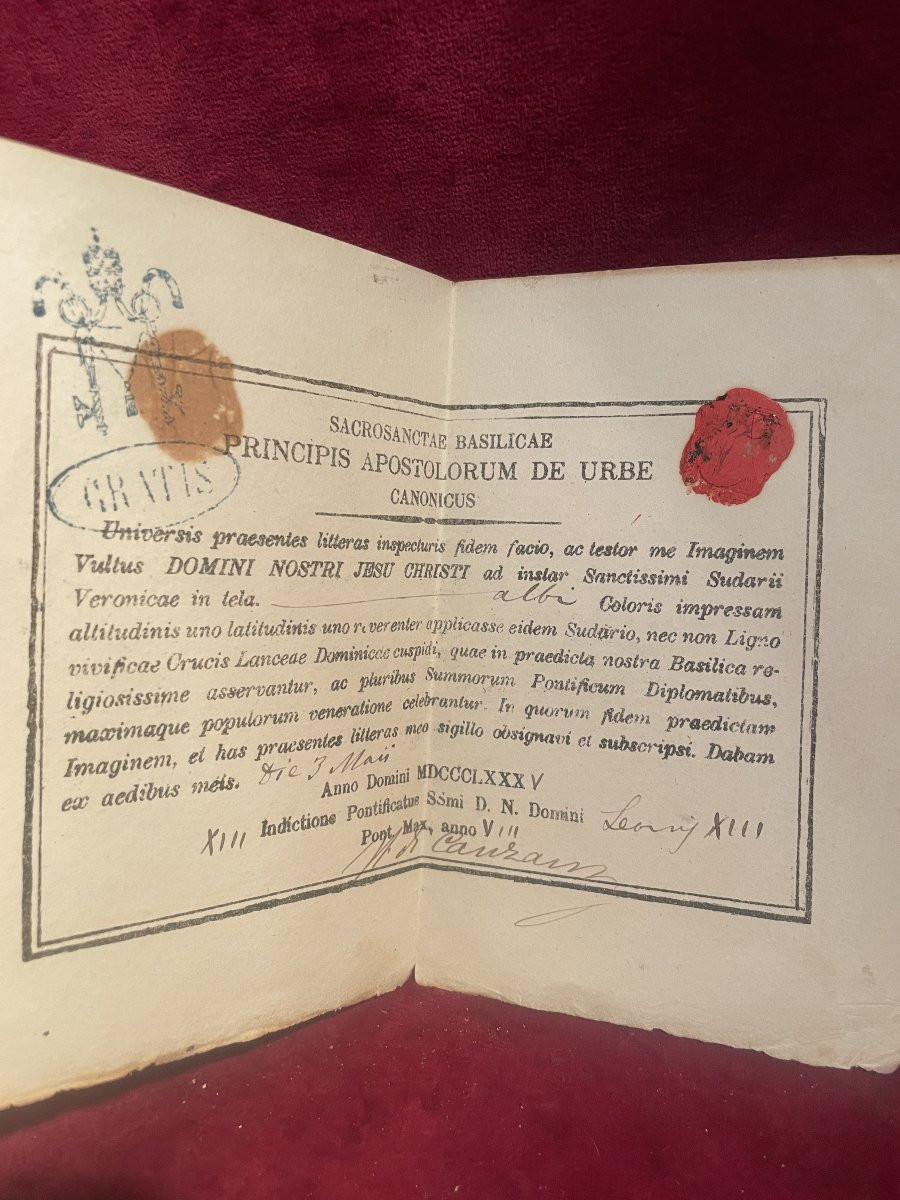 GRATIS
SACROSANCTAE BASILICAE
PRINCIPIS APOSTOLORUM DE URBE
CANONICUS
Universis praesentes litteras inspecturis fidem facio, ac testor me Imaginem
Vultus DOMINI NOSTRI JESU CHRISTI ad instar Sanctissimi Sudarii
Veronicae in tela. albi Coloris impressam
altitudinis uno latitudinis uno reverenter applicasse eidem Sudario, nec non Ligno
vivificae Crucis Lanceae Dominicae cuspidi, quae in praedicta nostra Basilica re-
ligiosissime asservantur, ac pluribus Summorum Pontificum Diplomatibus,
maximaque populorum veneratione celebrantur. In quorum fidem praedictam
Imaginem, et has praesentes litteras meo sigillo obsignavi et subscripsi. Dabam
ex aedibus meis. Die 3 Maii
Anno Domini MDCCCLXXXV
XIII Indictione Pontificatus SSmi D. N. Domini Leonis XIII
Pont. Max. anno VIII